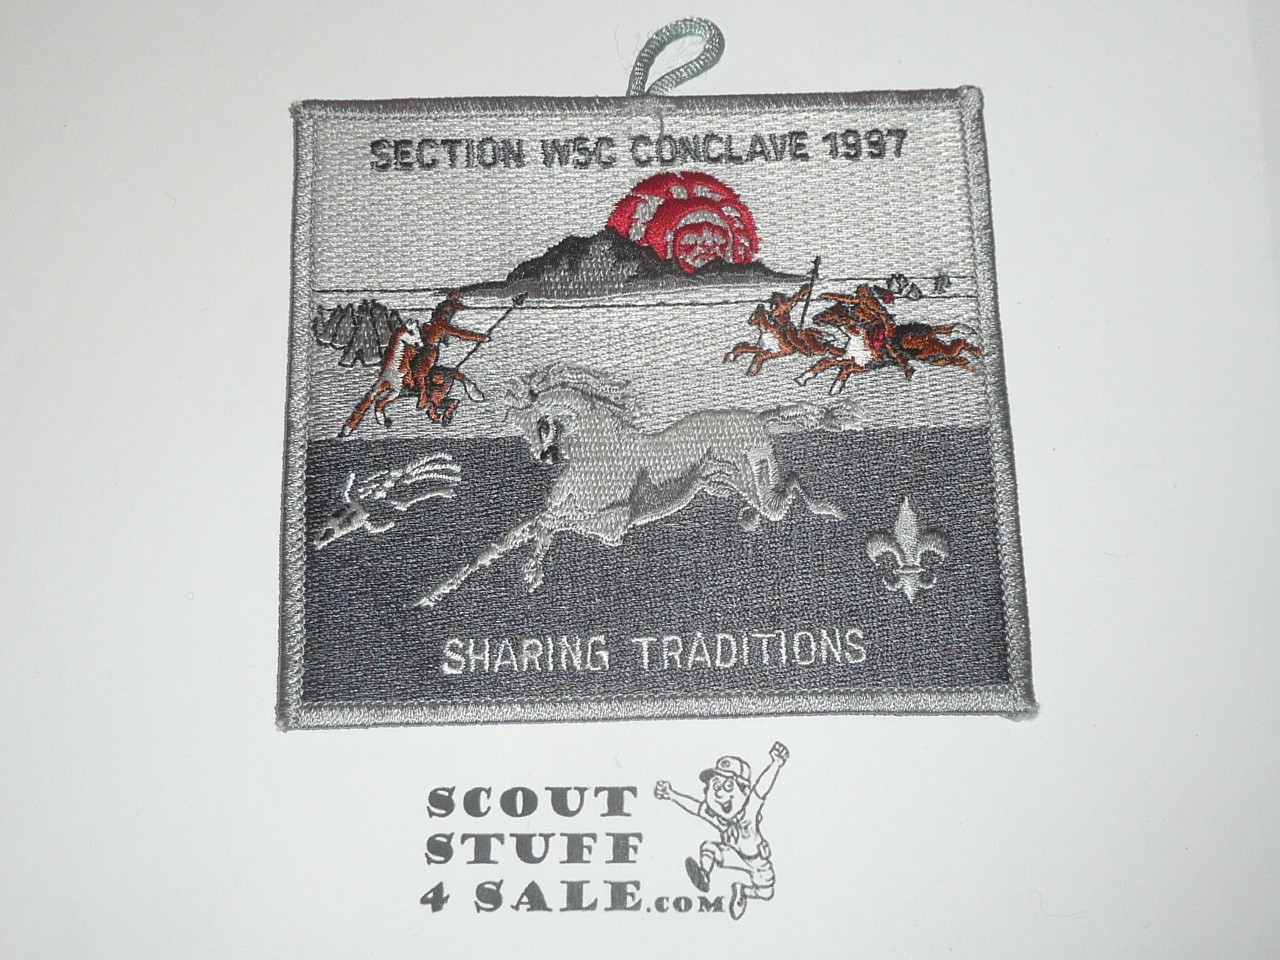 SECTION W5C CONCLAVE 1997
SHARING TRADITIONS
SCOUT
STUFF
4 SALE.COM